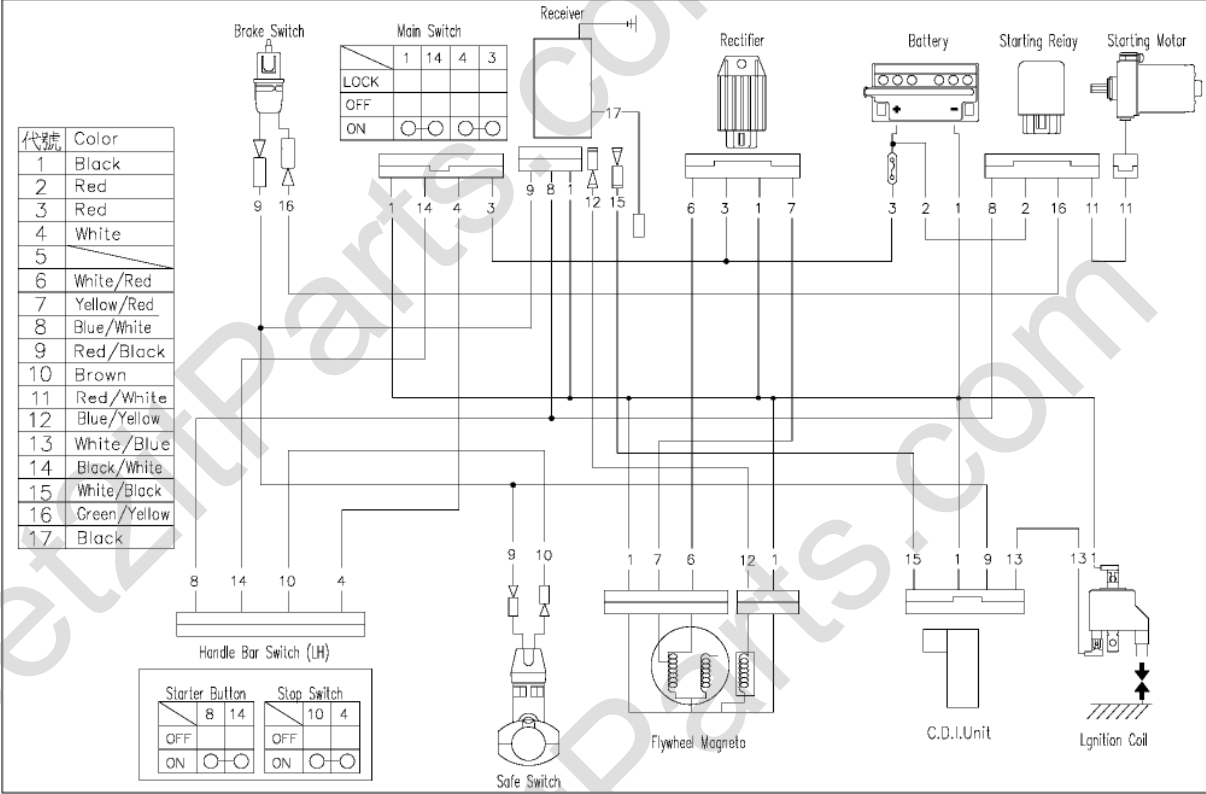 Brake Switch
Main Switch
Receiver
Rectifier
Battery
Starting Relay
Starting Motor
1 14 4 3
LOCK
OFF
ON
17
+ -
代號 Color
1 Black
2 Red
3 Red
4 White
5
6 White/Red
7 Yellow/Red
8 Blue/White
9 Red/Black
10 Brown
11 Red/White
12 Blue/Yellow
13 White/Blue
14 Black/White
15 White/Black
16 Green/Yellow
17 Black
9 16
1 14 4 3
9 8 1
12 15
6 3 1 7
3 2 1
8 2 16 11
11
8 14 10 4
Handle Bar Switch (LH)
Starter Button
8 14
OFF
ON
Stop Switch
10 4
OFF
ON
9 10
Safe Switch
1 7 6
12 1
Flywheel Magneto
15 1 9 13
C.D.I.Unit
13 1
Lgnition Coil
etzitParts.com